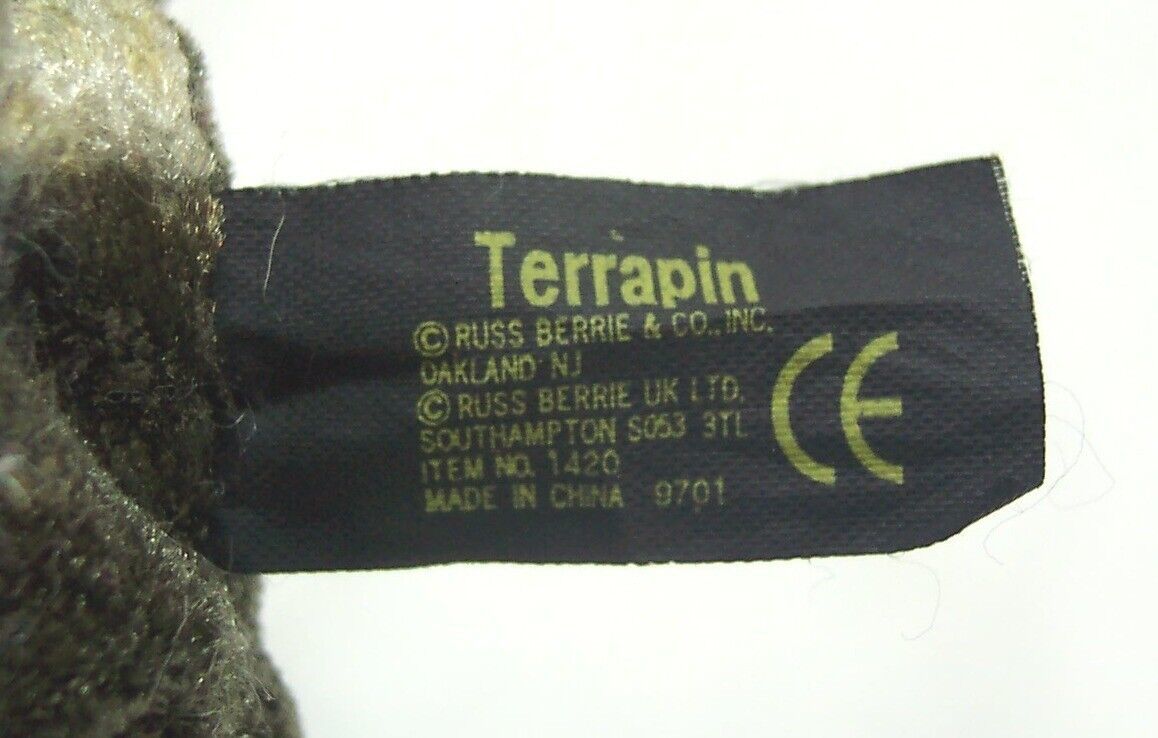 Terrapin
© RUSS BERRIE & CO., INC.
OAKLAND NJ
© RUSS BERRIE UK LTD.
SOUTHAMPTON SO53 3TL
ITEM NO. 1420
MADE IN CHINA 9701
CE